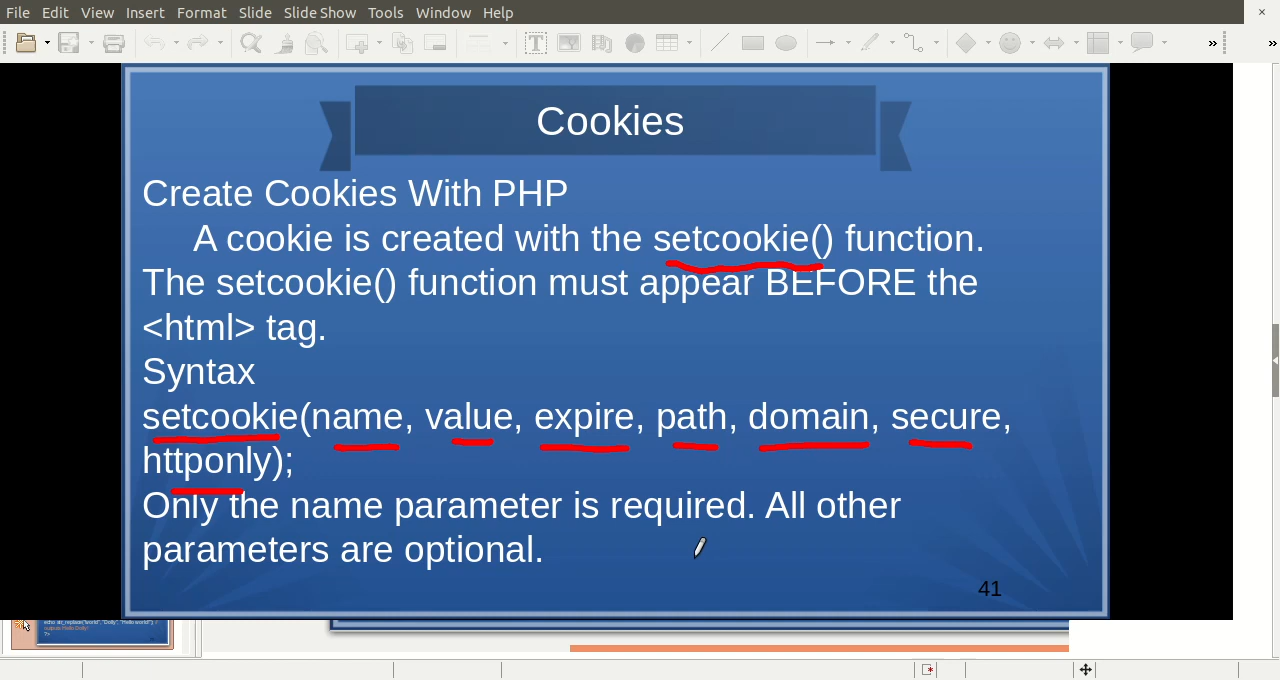 File Edit View Insert Format Slide Slide Show Tools Window Help
Cookies
Create Cookies With PHP
A cookie is created with the setcookie() function.
The setcookie() function must appear BEFORE the
<html> tag.
Syntax
setcookie(name, value, expire, path, domain, secure,
httponly);
Only the name parameter is required. All other
parameters are optional.
41